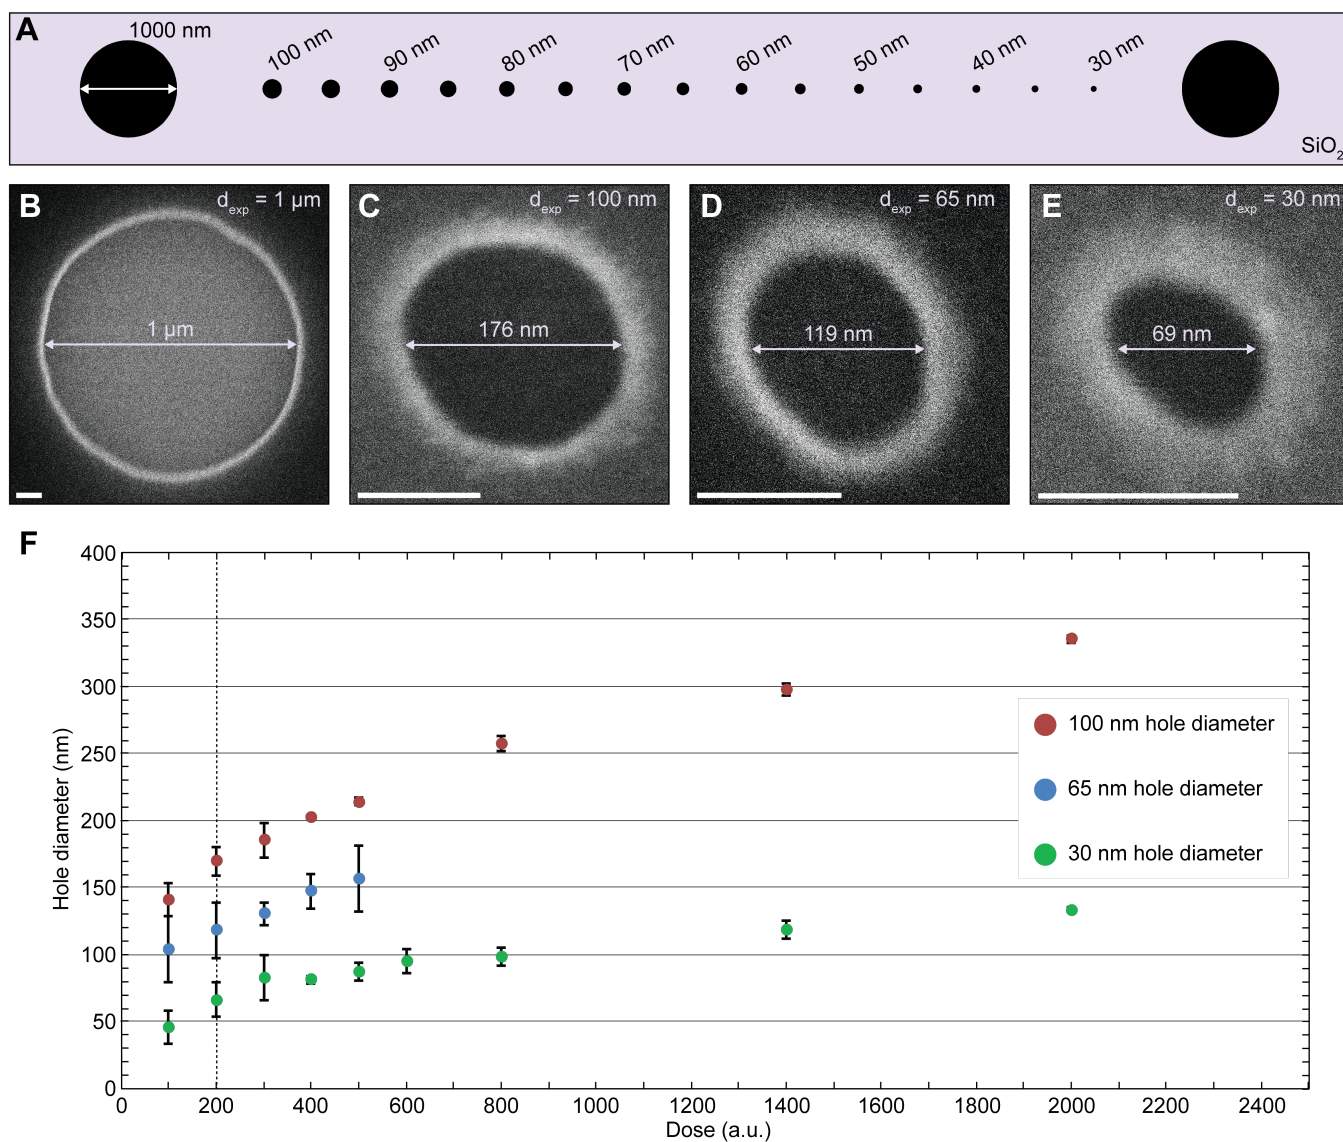 A
1000 nm
100 nm
90 nm
80 nm
70 nm
60 nm
50 nm
40 nm
30 nm
SiO2
B
dexp = 1 µm
1 µm
C
dexp = 100 nm
176 nm
D
dexp = 65 nm
119 nm
E
dexp = 30 nm
69 nm
F
400
350
300
250
200
150
100
50
0
Hole diameter (nm)
100 nm hole diameter
65 nm hole diameter
30 nm hole diameter
0 200 400 600 800 1000 1200 1400 1600 1800 2000 2200 2400
Dose (a.u.)